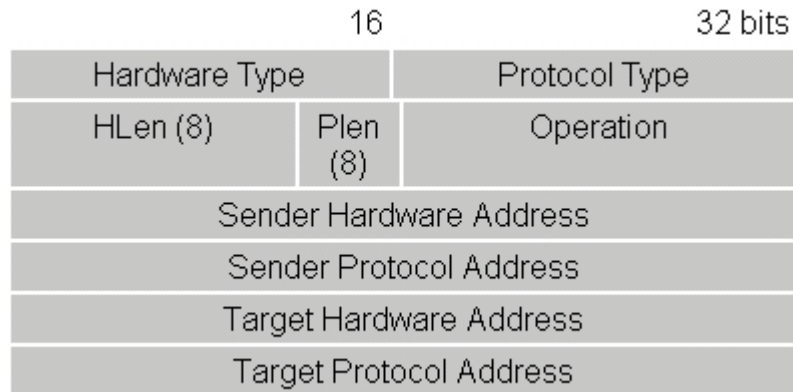 16 32 bits
Hardware Type Protocol Type
HLen (8) Plen (8) Operation
Sender Hardware Address
Sender Protocol Address
Target Hardware Address
Target Protocol Address